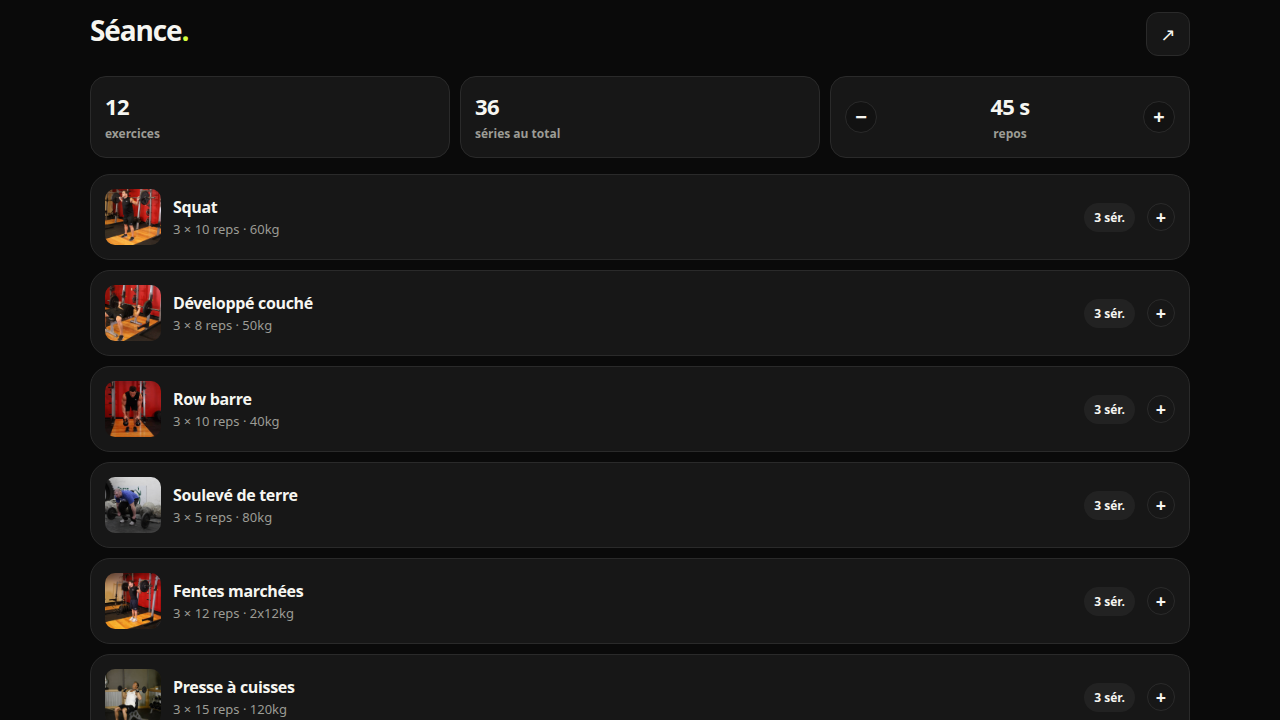 Séance.
↗
12
exercices
36
séries au total
−
45 s
repos
+
Squat
3 × 10 reps · 60kg
3 sér.
+
Développé couché
3 × 8 reps · 50kg
3 sér.
+
Row barre
3 × 10 reps · 40kg
3 sér.
+
Soulevé de terre
3 × 5 reps · 80kg
3 sér.
+
Fentes marchées
3 × 12 reps · 2x12kg
3 sér.
+
Presse à cuisses
3 × 15 reps · 120kg
3 sér.
+